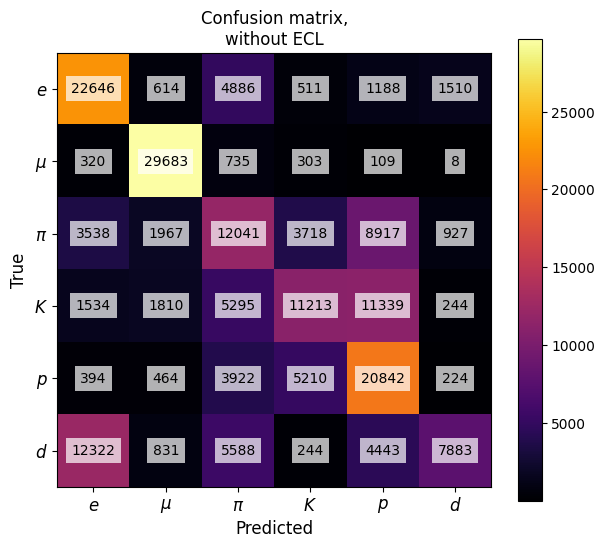 Confusion matrix,
without ECL
e 22646 614 4886 511 1188 1510
μ 320 29683 735 303 109 8
π 3538 1967 12041 3718 8917 927
K 1534 1810 5295 11213 11339 244
p 394 464 3922 5210 20842 224
d 12322 831 5588 244 4443 7883
e μ π K p d
True
Predicted
25000
20000
15000
10000
5000